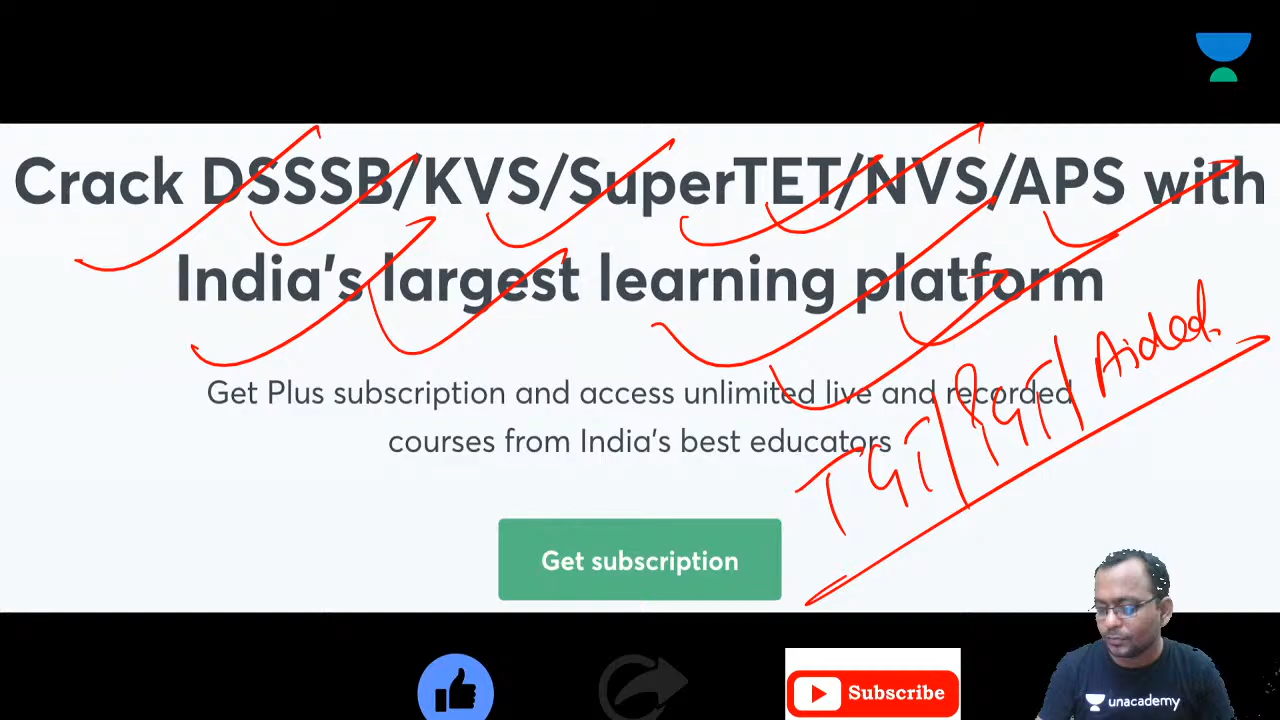 Crack DSSSB/KVS/SuperTET/NVS/APS with
India's largest learning platform
Get Plus subscription and access unlimited live and recorded
courses from India's best educators
TGT/PGT/Aided.
Get subscription
Subscribe
unacademy